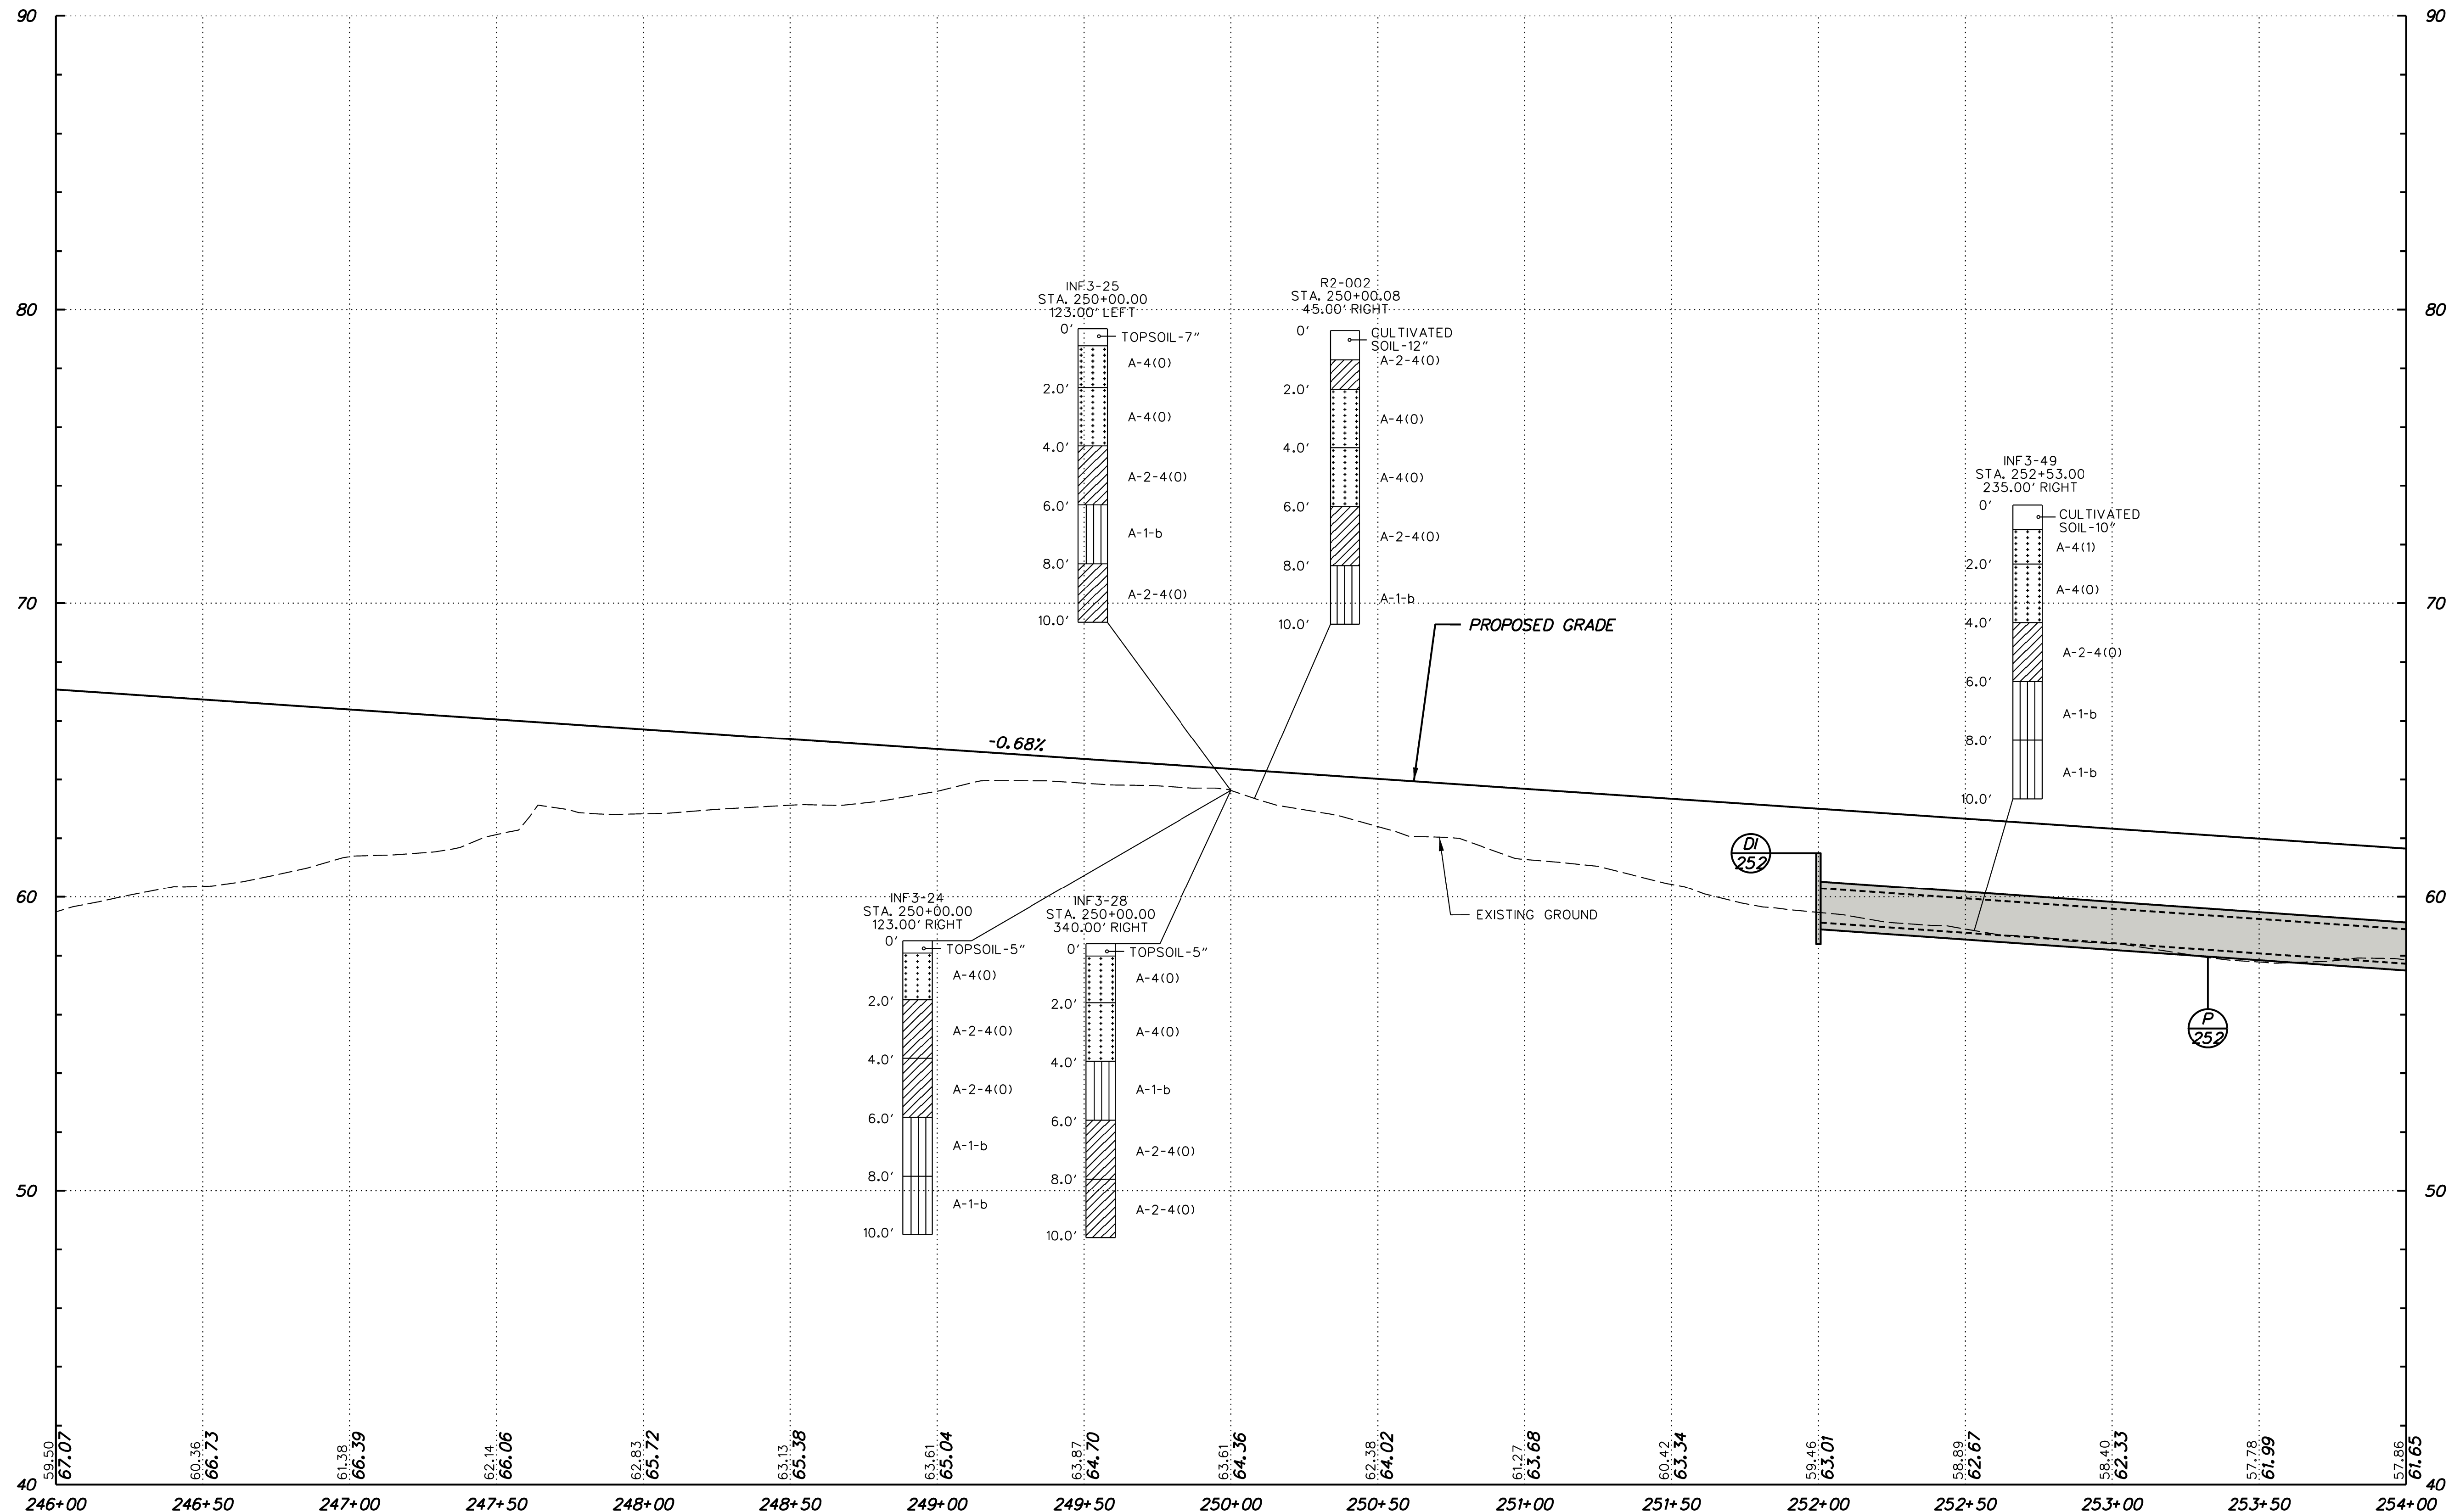 90
90
80
80
70
70
60
60
50
50
40
40
INF3-25
STA. 250+00.00
123.00' LEFT
0'
TOPSOIL-7"
A-4(0)
2.0'
A-4(0)
4.0'
A-2-4(0)
6.0'
A-1-b
8.0'
A-2-4(0)
10.0'
R2-002
STA. 250+00.08
45.00' RIGHT
0'
CULTIVATED
SOIL-12"
A-2-4(0)
2.0'
A-4(0)
4.0'
A-4(0)
6.0'
A-2-4(0)
8.0'
A-1-b
10.0'
INF3-49
STA. 252+53.00
235.00' RIGHT
0'
CULTIVATED
SOIL-10"
A-4(1)
2.0'
A-4(0)
4.0'
A-2-4(0)
6.0'
A-1-b
8.0'
A-1-b
10.0'
PROPOSED GRADE
-0.68%
DI
252
EXISTING GROUND
P
252
INF3-24
STA. 250+00.00
123.00' RIGHT
0'
TOPSOIL-5"
A-4(0)
2.0'
A-2-4(0)
4.0'
A-2-4(0)
6.0'
A-1-b
8.0'
A-1-b
10.0'
INF3-28
STA. 250+00.00
340.00' RIGHT
0'
TOPSOIL-5"
A-4(0)
2.0'
A-4(0)
4.0'
A-1-b
6.0'
A-2-4(0)
8.0'
A-2-4(0)
10.0'
59.50
67.07
60.36
66.73
61.38
66.39
62.14
66.06
62.83
65.72
63.13
65.38
63.61
65.04
63.87
64.70
63.61
64.36
62.38
64.02
61.27
63.68
60.42
63.34
59.46
63.01
58.89
62.67
58.40
62.33
57.78
61.99
57.86
61.65
246+00
246+50
247+00
247+50
248+00
248+50
249+00
249+50
250+00
250+50
251+00
251+50
252+00
252+50
253+00
253+50
254+00